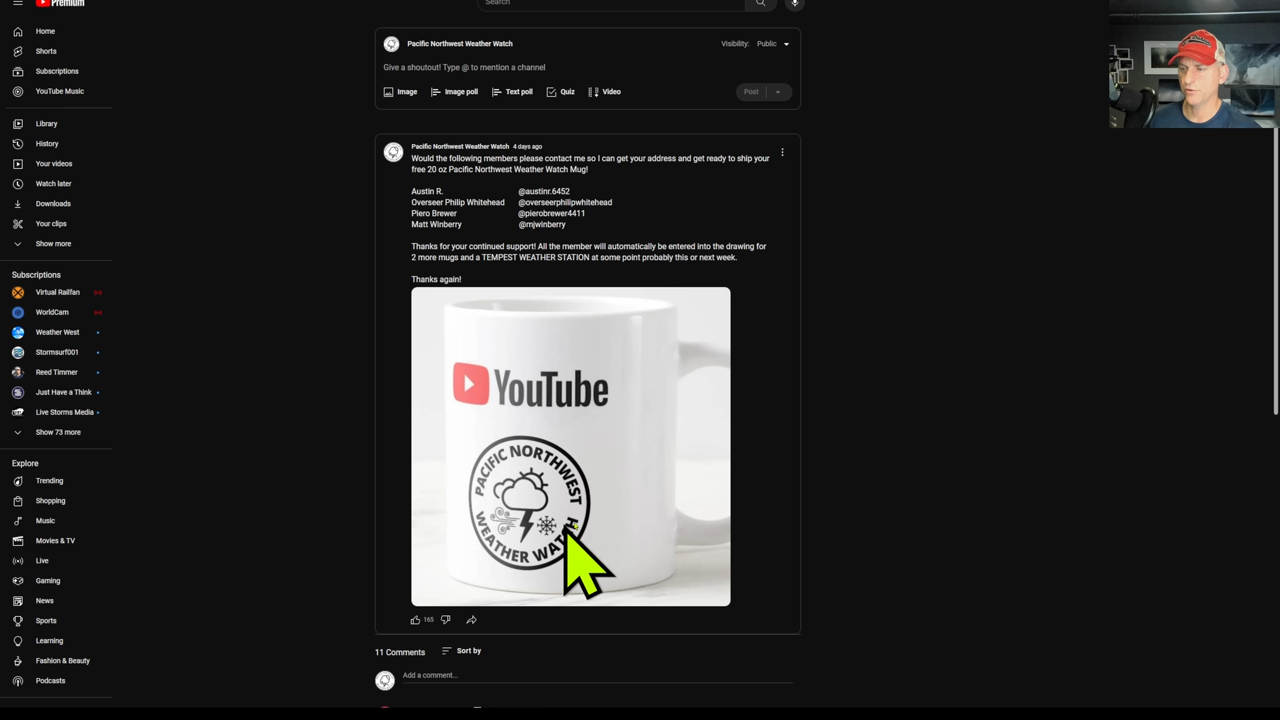 Premium
Search
Home
Shorts
Subscriptions
YouTube Music
Library
History
Your videos
Watch later
Downloads
Your clips
Show more
Subscriptions
Virtual Railfan
WorldCam
Weather West
Stormsurf001
Reed Timmer
Just Have a Think
Live Storms Media
Show 73 more
Explore
Trending
Shopping
Music
Movies & TV
Live
Gaming
News
Sports
Learning
Fashion & Beauty
Podcasts
Pacific Northwest Weather Watch
Visibility: Public
Give a shoutout! Type @ to mention a channel
Image Image poll Text poll Quiz Video Post
Pacific Northwest Weather Watch 4 days ago
Would the following members please contact me so I can get your address and get ready to ship your
free 20 oz Pacific Northwest Weather Watch Mug!
Austin R. @austinr.6452
Overseer Philip Whitehead @overseerphilipwhitehead
Piero Brewer @pierobrewer4411
Matt Winberry @mjwinberry
Thanks for your continued support! All the member will automatically be entered into the drawing for
2 more mugs and a TEMPEST WEATHER STATION at some point probably this or next week.
Thanks again!
YouTube
PACIFIC NORTHWEST
WEATHER WATCH
165
11 Comments Sort by
Add a comment...